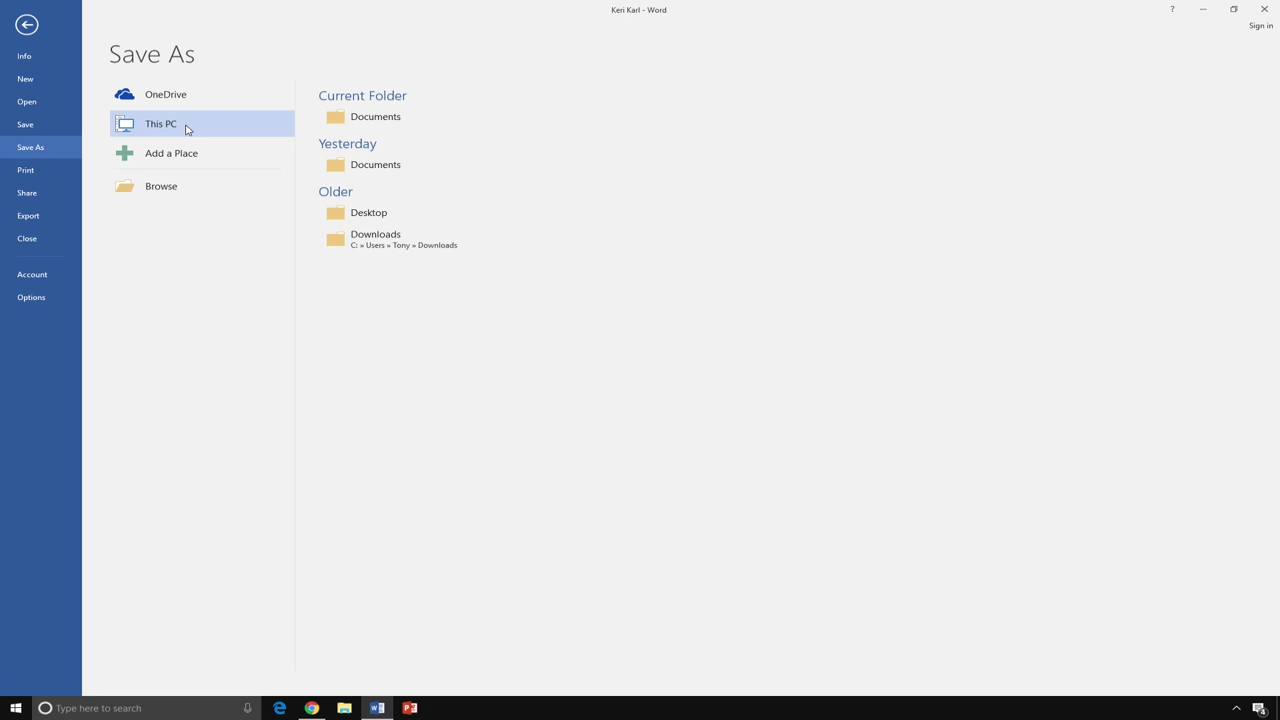 Keri Karl - Word
?
Sign in
Info
New
Open
Save
Save As
Print
Share
Export
Close
Account
Options
Save As
OneDrive
This PC
Add a Place
Browse
Current Folder
Documents
Yesterday
Documents
Older
Desktop
Downloads
C: » Users » Tony » Downloads
Type here to search
4